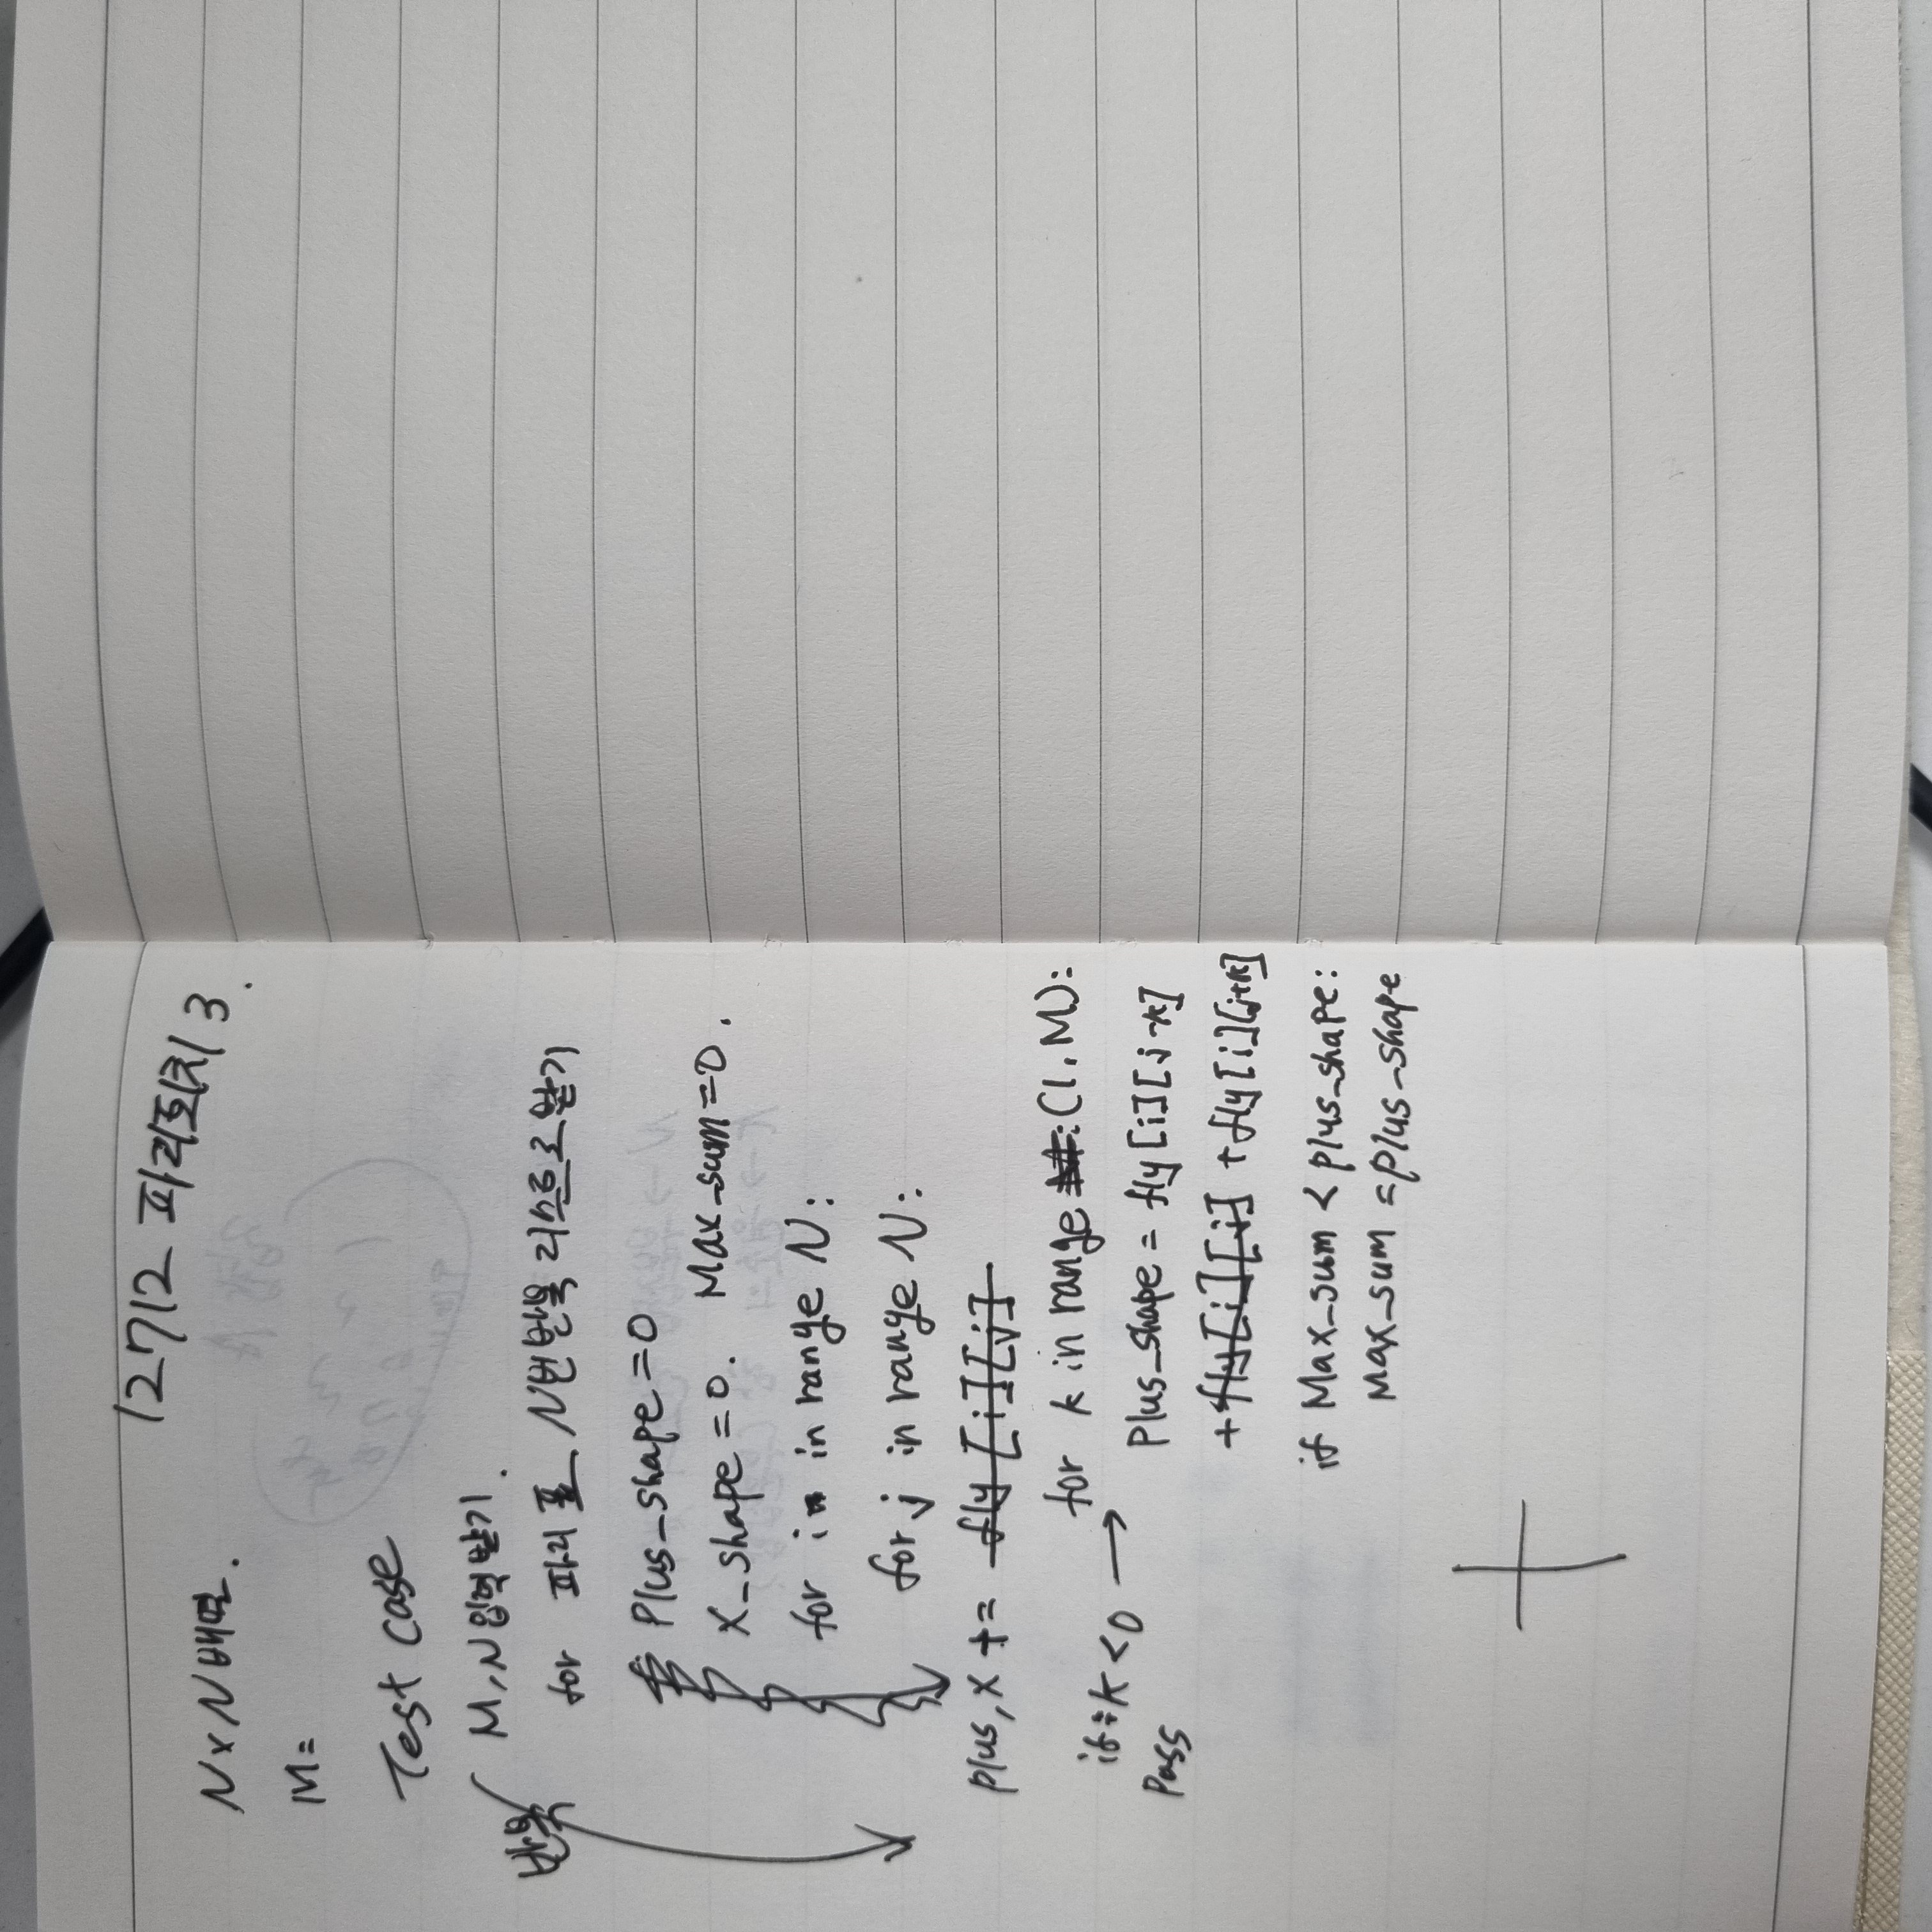 12712 파리퇴치 3.
N x N 배열.
M =
Test case
M, N 입력 받기.
반복
for 파리 표 N번 반복 리스트로 받기
Plus_shape = 0
X_shape = 0. Max_sum = 0.
for i in range N:
for j in range N:
plus, x += fly [i][j]
for k in range M: (1, M):
if k < 0 →
Pass
Plus_shape = fly [i][j-k]
+ fly [i][j] + fly [i][j+k]
if Max_sum < plus_shape:
Max_sum = plus_shape